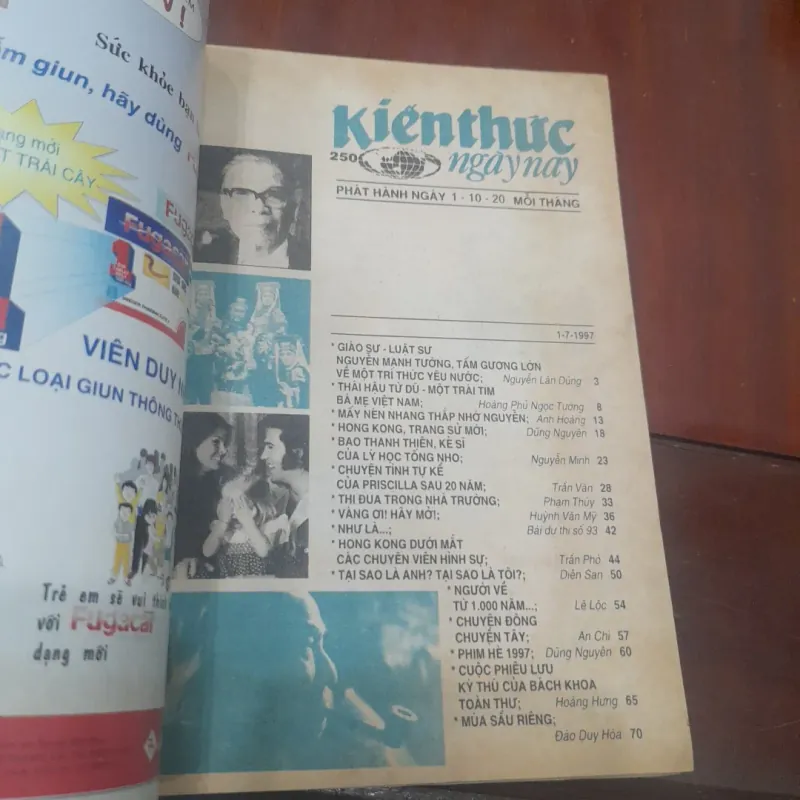 Sức khỏe bạn
giun, hãy dùng
dạng mới
TRÁI CÂY
Fugacar
1
VIÊN DUY
LOẠI GIUN THÔNG
Trẻ em sẽ vui thích
với Fugacar
dạng mới
Kiến thức
250
ngày nay
PHÁT HÀNH NGÀY 1 - 10 - 20 MỖI THÁNG
1-7-1997
* GIÁO SƯ - LUẬT SƯ
NGUYỄN MẠNH TƯỜNG, TẤM GƯƠNG LỚN
VỀ MỘT TRÍ THỨC YÊU NƯỚC; Nguyễn Lân Dũng 3
* THÁI HẬU TỪ DŨ - MỘT TRÁI TIM
BÀ MẸ VIỆT NAM; Hoàng Phủ Ngọc Tường 8
* MẤY NÉN NHANG THẮP NHỚ NGUYỄN; Anh Hoàng 13
* HONG KONG, TRANG SỬ MỚI; Dũng Nguyên 18
* BAO THANH THIÊN, KẺ SĨ
CỦA LÝ HỌC TỐNG NHO; Nguyễn Minh 23
* CHUYỆN TÌNH TỰ KỂ
CỦA PRISCILLA SAU 20 NĂM; Trần Văn 28
* THI ĐUA TRONG NHÀ TRƯỜNG; Phạm Thủy 33
* VÀNG ƠI! HÃY MỞ!; Huỳnh Văn Mỹ 36
* NHƯ LÀ...; Bài dự thi số 93 42
* HONG KONG DƯỚI MẮT
CÁC CHUYÊN VIÊN HÌNH SỰ; Trần Phò 44
* TẠI SAO LÀ ANH? TẠI SAO LÀ TÔI?; Diên San 50
* NGƯỜI VỀ
TỪ 1.000 NĂM...; Lê Lộc 54
* CHUYỆN ĐÔNG
CHUYỆN TÂY; An Chi 57
* PHIM HÈ 1997; Dũng Nguyên 60
* CUỘC PHIÊU LƯU
KỲ THÚ CỦA BÁCH KHOA
TOÀN THƯ; Hoàng Hưng 65
* MÙA SẦU RIÊNG;
Đào Duy Hòa 70